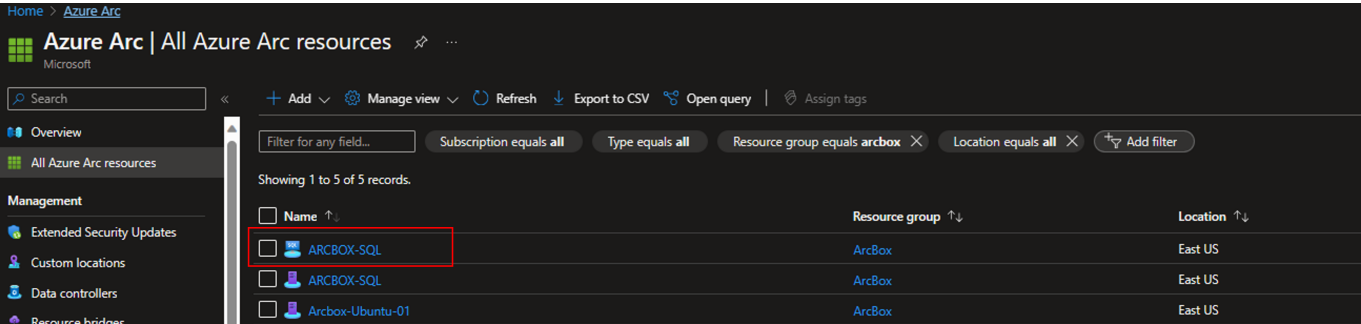 Home > Azure Arc
Azure Arc | All Azure Arc resources
Microsoft
Search
Add Manage view Refresh Export to CSV Open query Assign tags
Overview
All Azure Arc resources
Management
Extended Security Updates
Custom locations
Data controllers
Resource bridges
Filter for any field... Subscription equals all Type equals all Resource group equals arcbox Location equals all Add filter
Showing 1 to 5 of 5 records.
Name Resource group Location
SQL ARCBOX-SQL ArcBox East US
ARCBOX-SQL ArcBox East US
Arcbox-Ubuntu-01 ArcBox East US